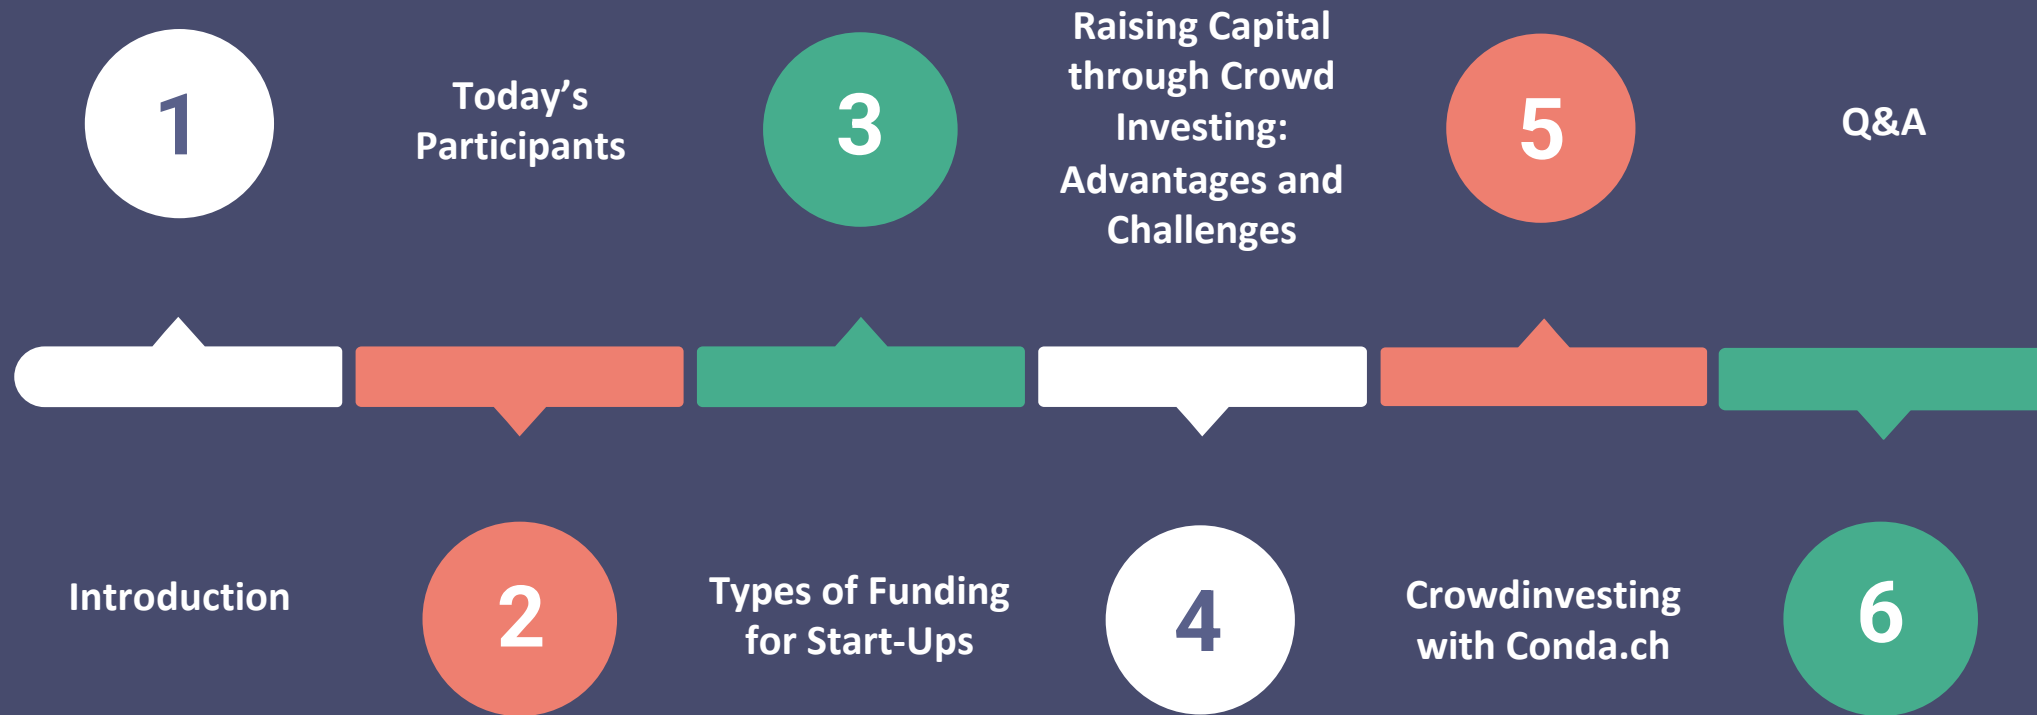 1
Introduction
Today’s
Participants
2
3
Types of Funding
for Start-Ups
Raising Capital
through Crowd
Investing:
Advantages and
Challenges
4
5
Crowdinvesting
with Conda.ch
Q&A
6